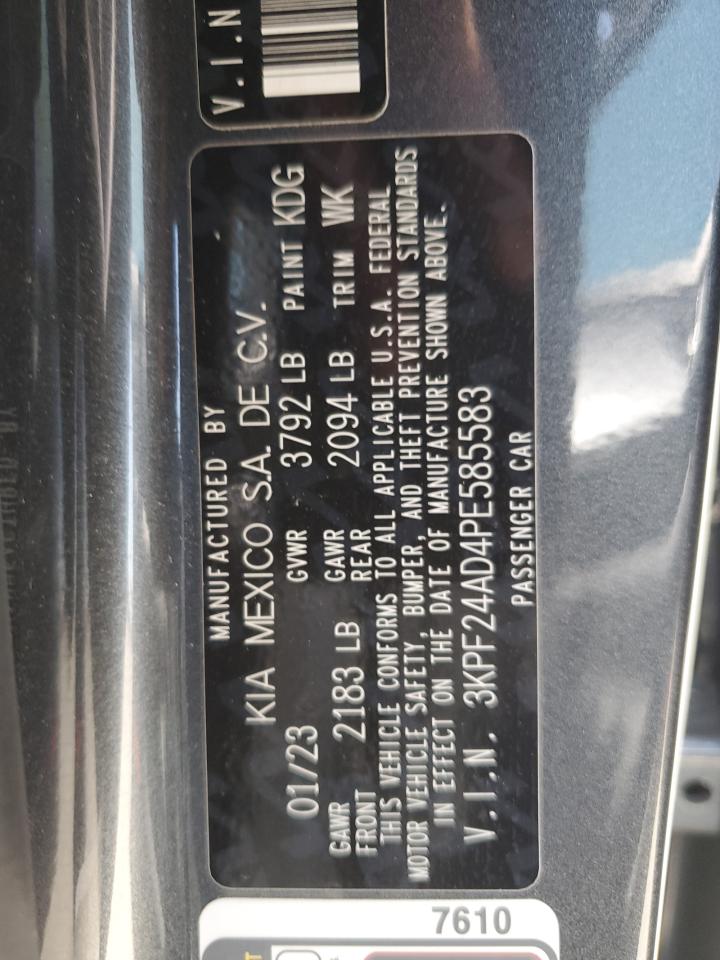 V.I.N
MANUFACTURED BY
KIA MEXICO S.A. DE C.V.
01/23 GVWR 3792 LB PAINT KDG
GAWR FRONT 2183 LB GAWR REAR 2094 LB TRIM WK
THIS VEHICLE CONFORMS TO ALL APPLICABLE U.S.A. FEDERAL
MOTOR VEHICLE SAFETY, BUMPER, AND THEFT PREVENTION STANDARDS
IN EFFECT ON THE DATE OF MANUFACTURE SHOWN ABOVE.
V.I.N. 3KPF24AD4PE585583
PASSENGER CAR
7610